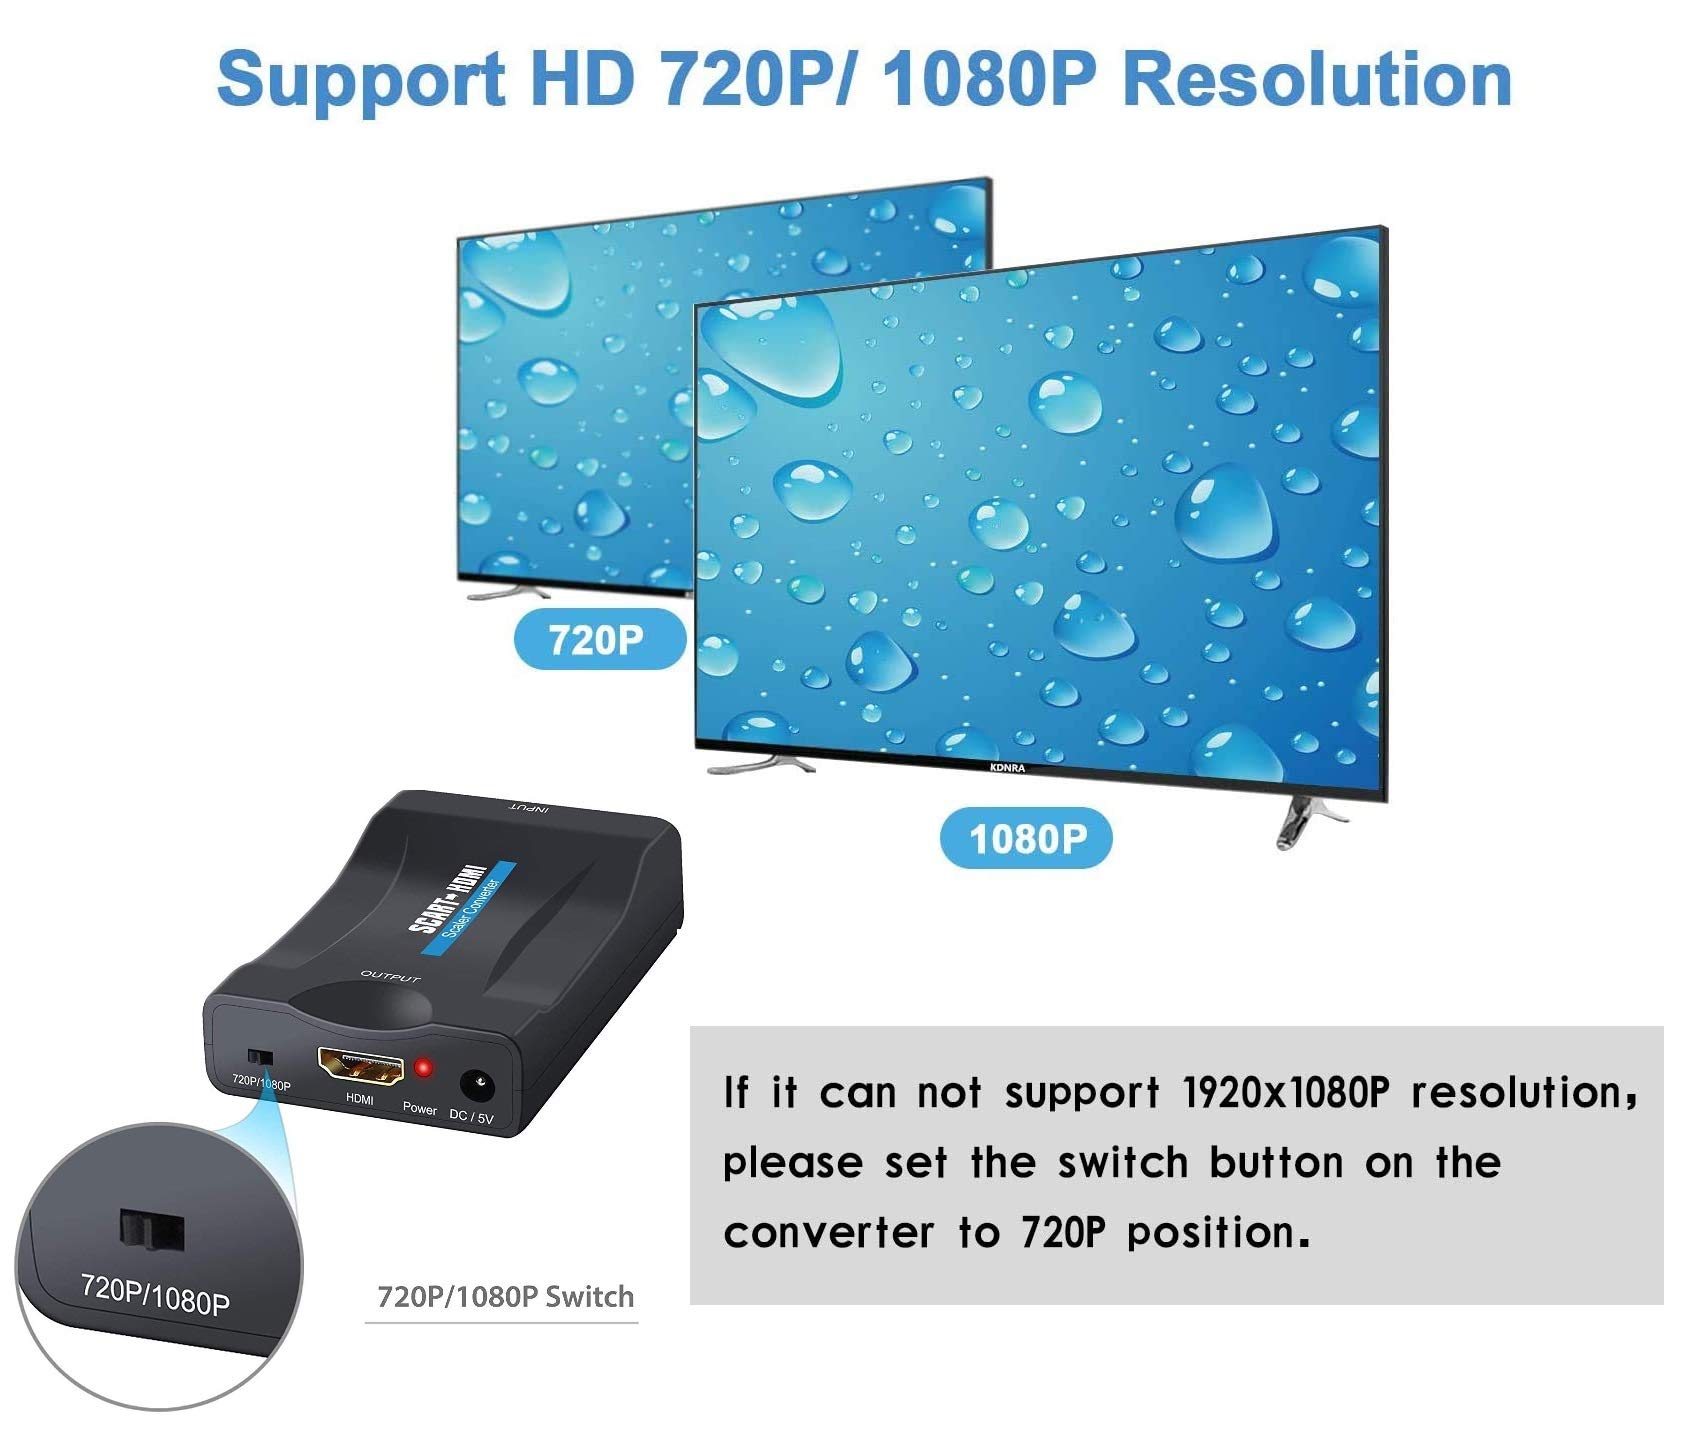 Support HD 720P/ 1080P Resolution
720P
KDNRA
1080P
INPUT
SCART➡HDMI
Scaler Converter
OUTPUT
720P/1080P
HDMI
Power
DC / 5V
720P/1080P
720P/1080P Switch
If it can not support 1920x1080P resolution,
please set the switch button on the
converter to 720P position.